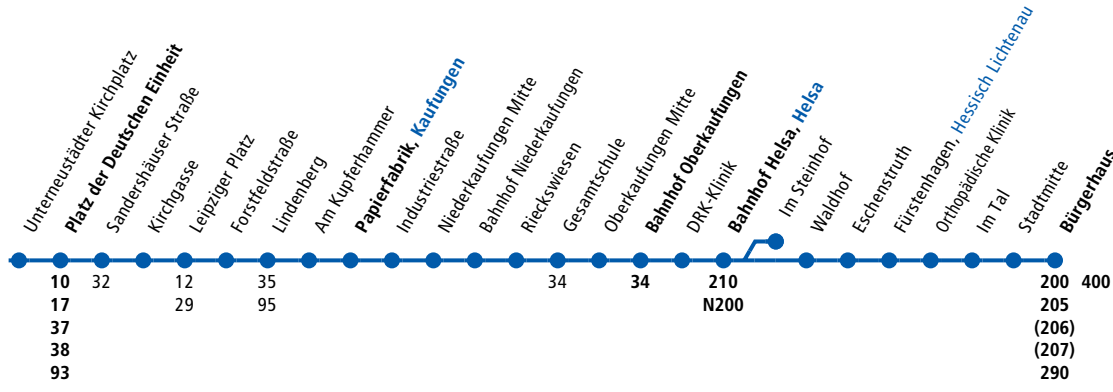 Unterneustädter Kirchplatz
Platz der Deutschen Einheit
Sandershäuser Straße
Kirchgasse
Leipziger Platz
Forstfeldstraße
Lindenberg
Am Kupferhammer
Papierfabrik, Kaufungen
Industriestraße
Niederkaufungen Mitte
Bahnhof Niederkaufungen
Rieckswiesen
Gesamtschule
Oberkaufungen Mitte
Bahnhof Oberkaufungen
DRK-Klinik
Bahnhof Helsa, Helsa
Im Steinhof
Waldhof
Eschenstruth
Fürstenhagen, Hessisch Lichtenau
Orthopädische Klinik
Im Tal
Stadtmitte
Bürgerhaus
10 32 12 35 34 34 210 200 400
17 29 95 N200 205
37 (206)
38 (207)
93 290